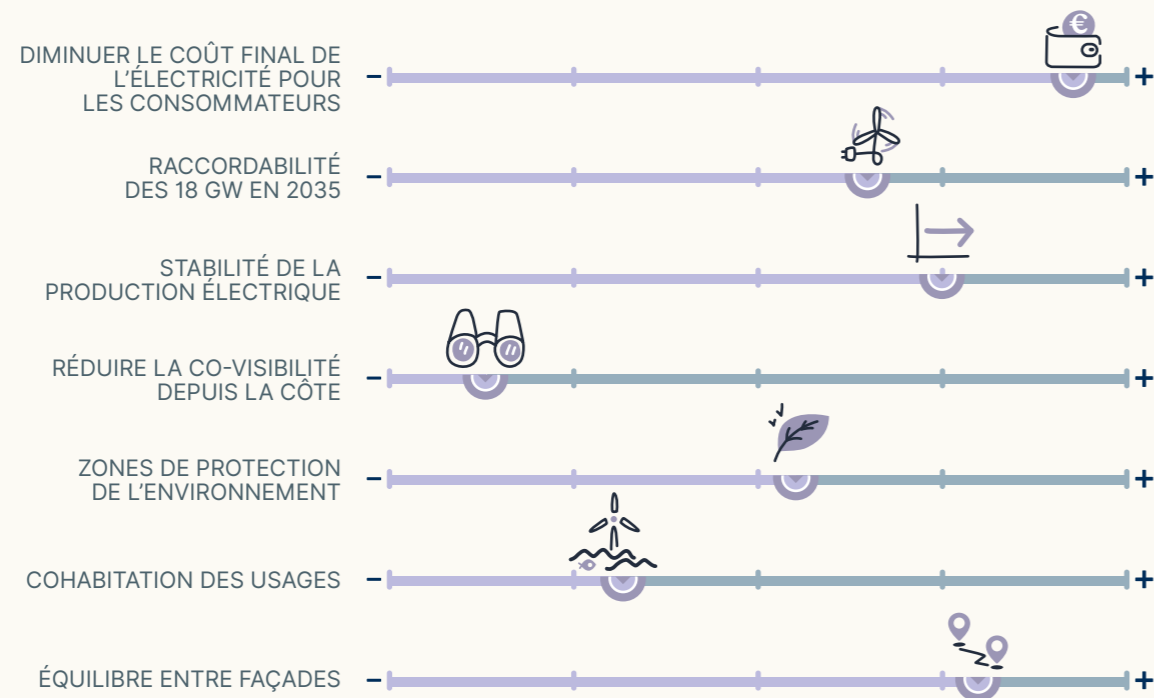 DIMINUER LE COÛT FINAL DE
L’ÉLECTRICITÉ POUR
LES CONSOMMATEURS
– +
RACCORDABILITÉ
DES 18 GW EN 2035
– +
STABILITÉ DE LA
PRODUCTION ÉLECTRIQUE
– +
RÉDUIRE LA CO-VISIBILITÉ
DEPUIS LA CÔTE
– +
ZONES DE PROTECTION
DE L’ENVIRONNEMENT
– +
COHABITATION DES USAGES
– +
ÉQUILIBRE ENTRE FAÇADES
– +
€